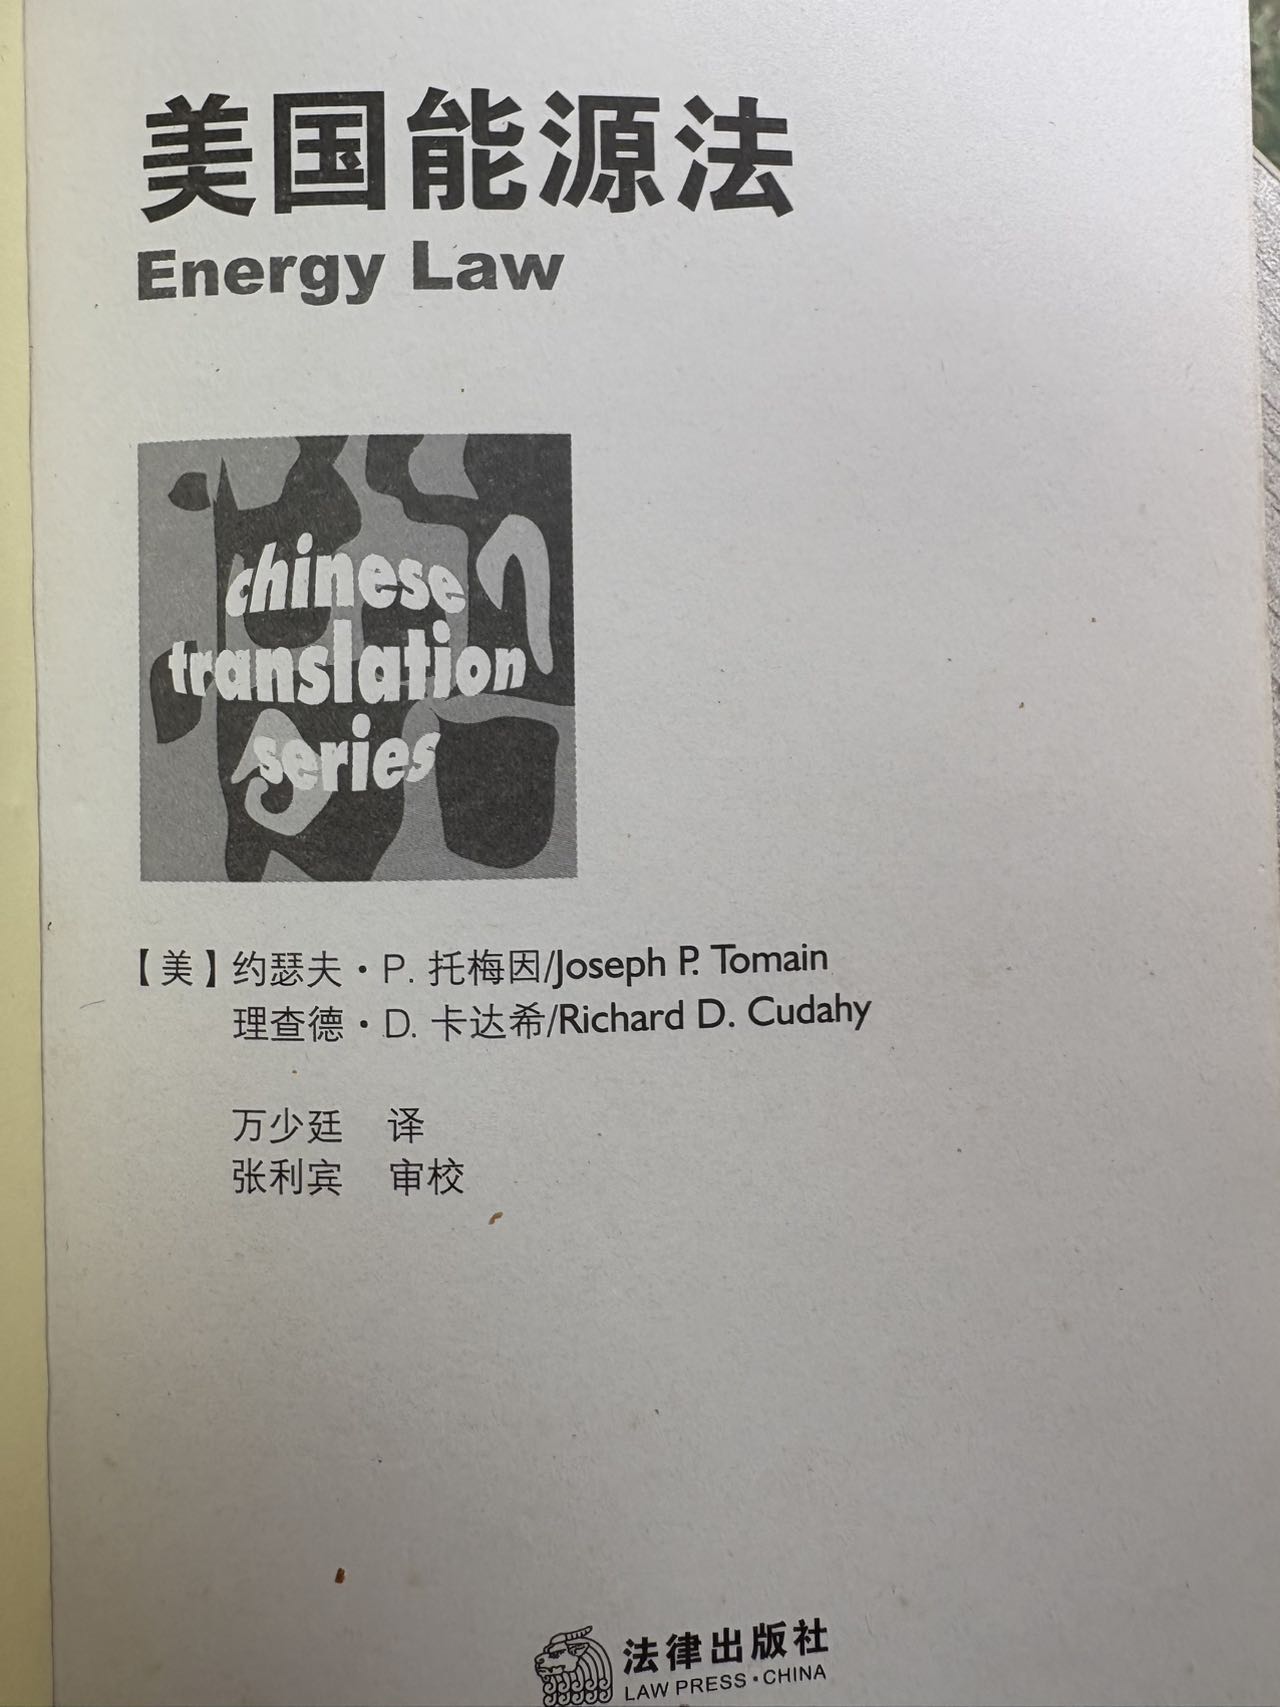 美国能源法
Energy Law
chinese
translation
series
【美】约瑟夫·P. 托梅因/Joseph P. Tomain
理查德·D. 卡达希/Richard D. Cudahy
万少廷 译
张利宾 审校
法律出版社
LAW PRESS·CHINA